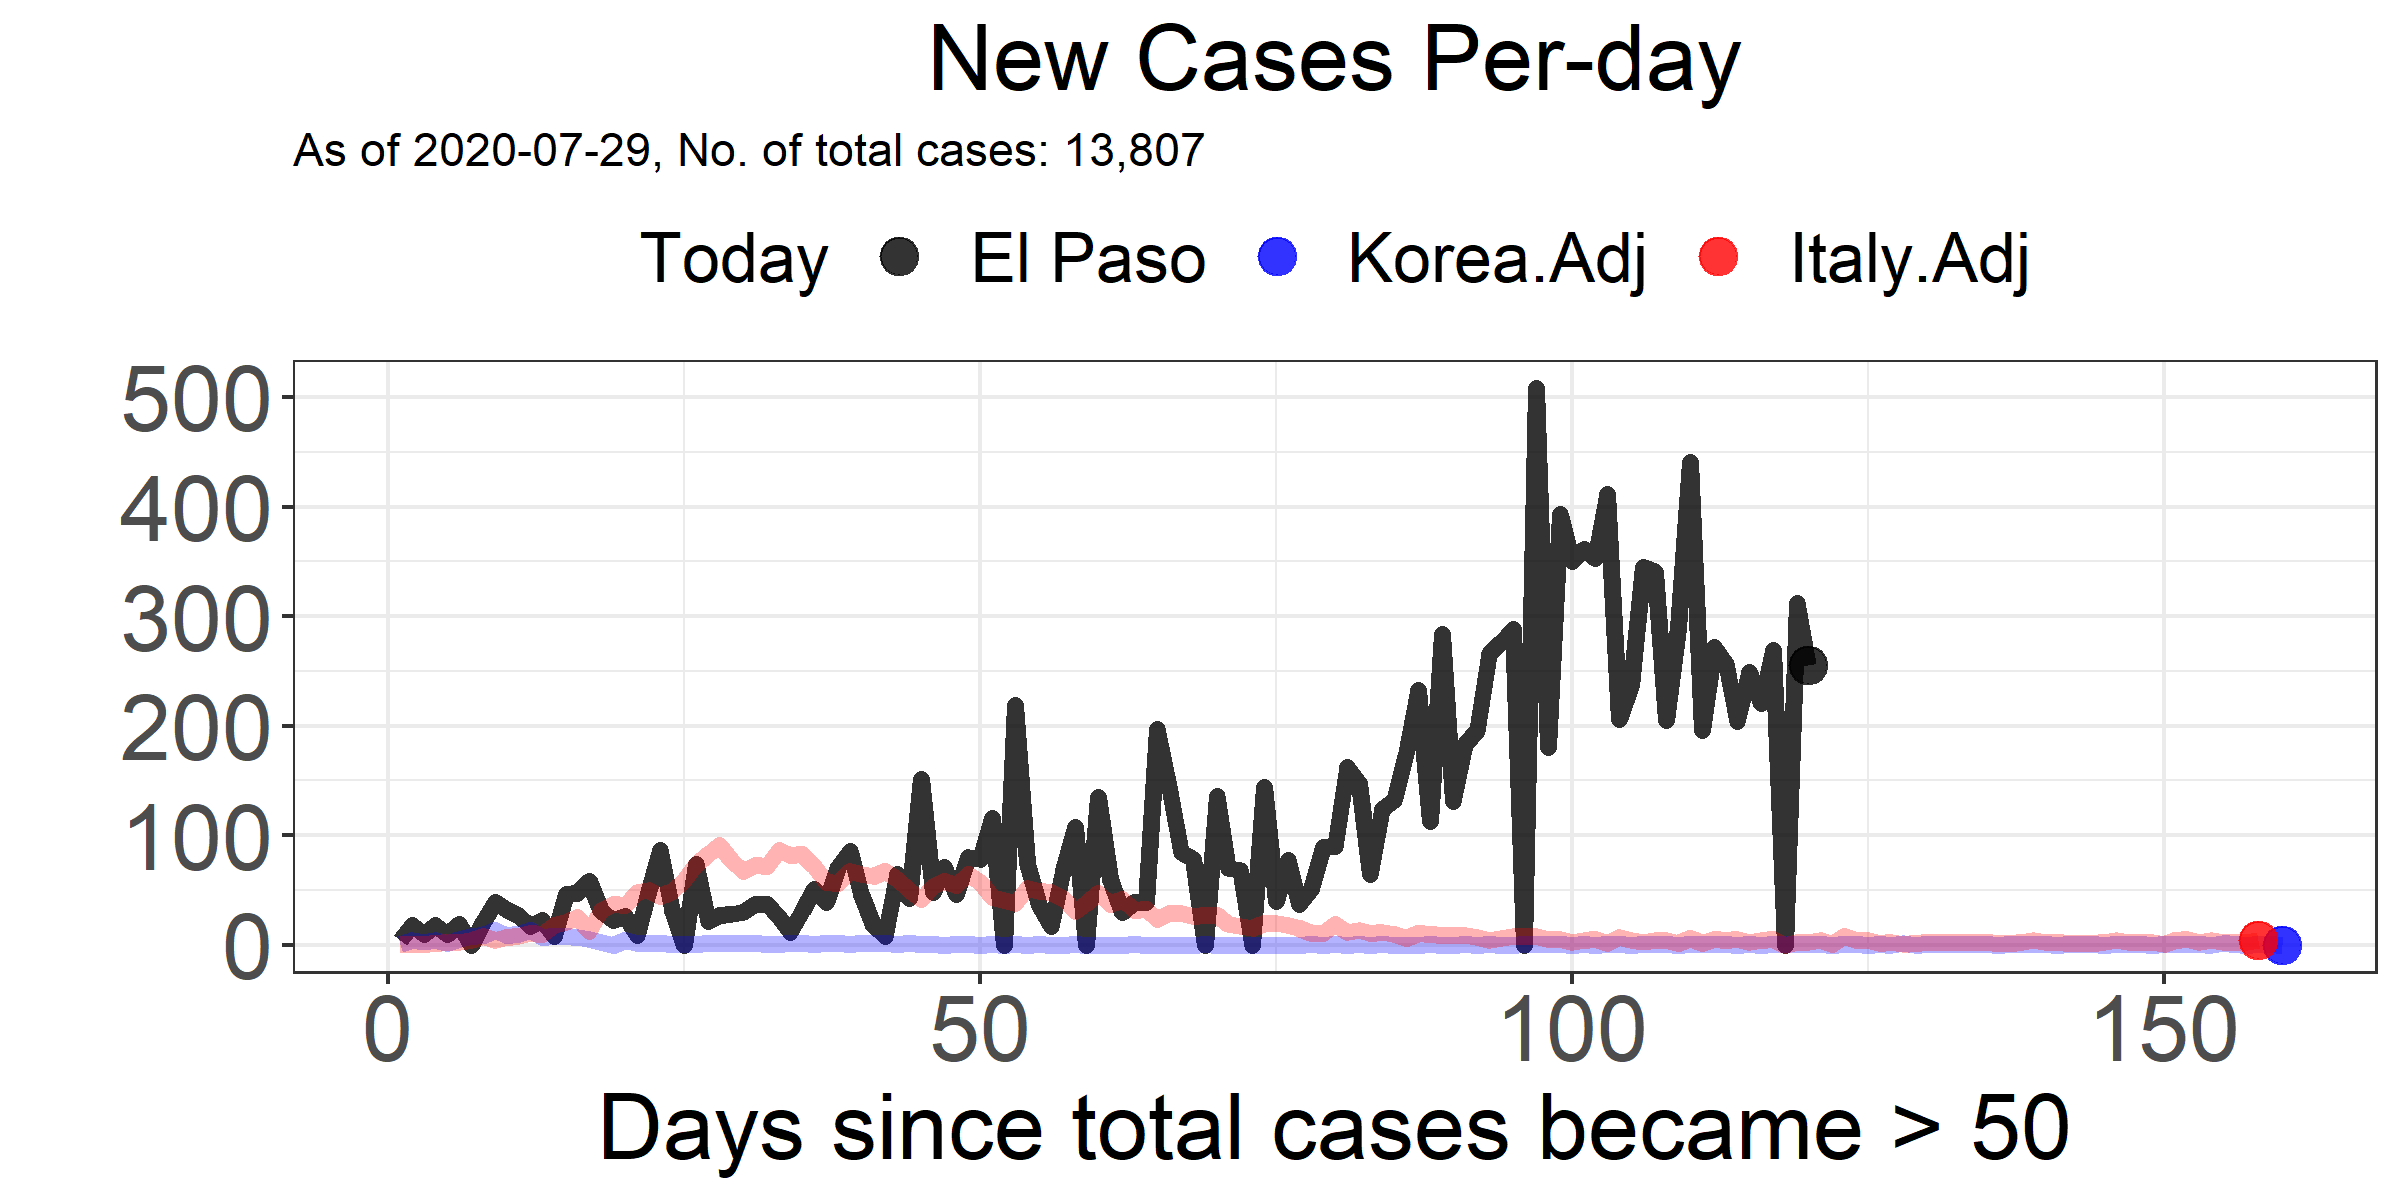 New Cases Per-day
As of 2020-07-29, No. of total cases: 13,807
Today El Paso Korea.Adj Italy.Adj
500
400
300
200
100
0
0 50 100 150
Days since total cases became > 50